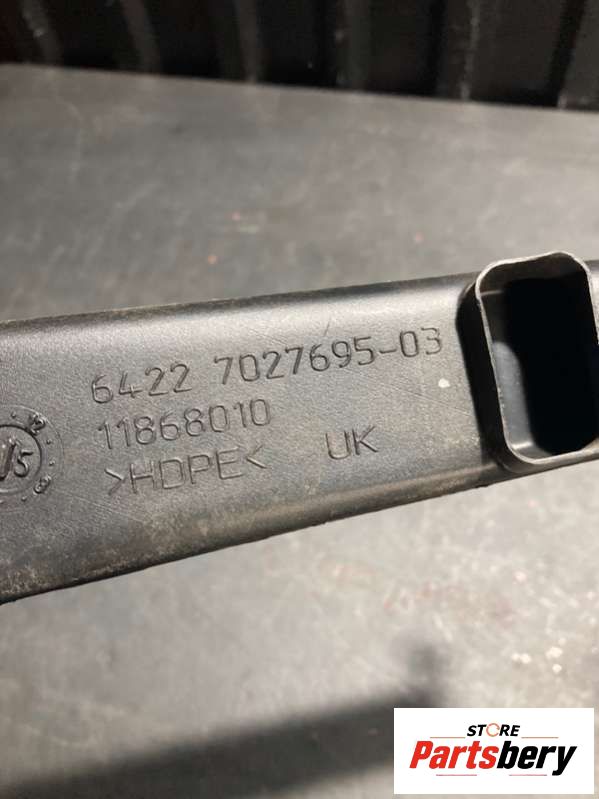 6422 7027695-03
11868010
>HDPE< UK
STORE
Partsbery